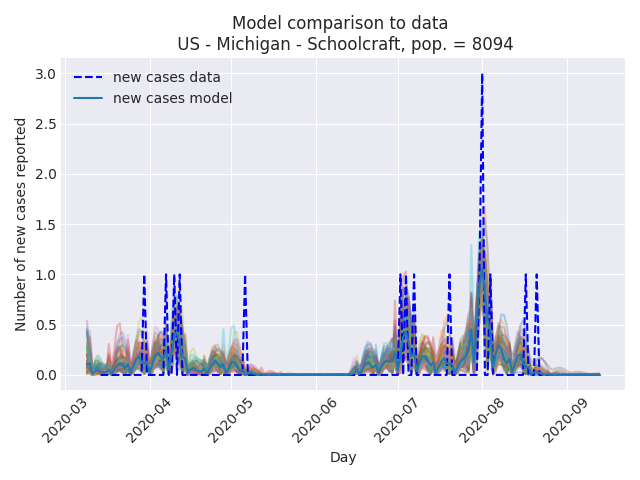 Model comparison to data
US - Michigan - Schoolcraft, pop. = 8094
new cases data
new cases model
Number of new cases reported
3.0
2.5
2.0
1.5
1.0
0.5
0.0
2020-03
2020-04
2020-05
2020-06
2020-07
2020-08
2020-09
Day